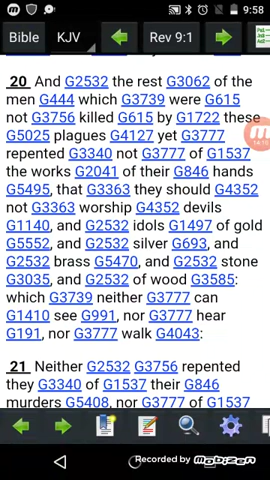 9:58
Bible KJV Rev 9:1
20 And G2532 the rest G3062 of the
men G444 which G3739 were G615
not G3756 killed G615 by G1722 these
G5025 plagues G4127 yet G3777
repented G3340 not G3777 of G1537
the works G2041 of their G846 hands
G5495, that G3363 they should G4352
not G3363 worship G4352 devils
G1140, and G2532 idols G1497 of gold
G5552, and G2532 silver G693, and
G2532 brass G5470, and G2532 stone
G3035, and G2532 of wood G3585:
which G3739 neither G3777 can
G1410 see G991, nor G3777 hear
G191, nor G3777 walk G4043:
14:10
21 Neither G2532 G3756 repented
they G3340 of G1537 their G846
murders G5408, nor G3777 of G1537
Recorded by mobizen